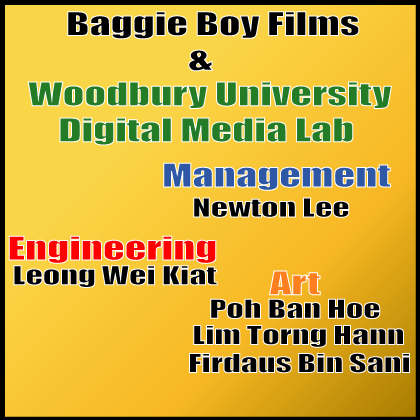 Baggie Boy Films
&
Woodbury University
Digital Media Lab
Management
Newton Lee
Engineering
Leong Wei Kiat
Art
Poh Ban Hoe
Lim Torng Hann
Firdaus Bin Sani